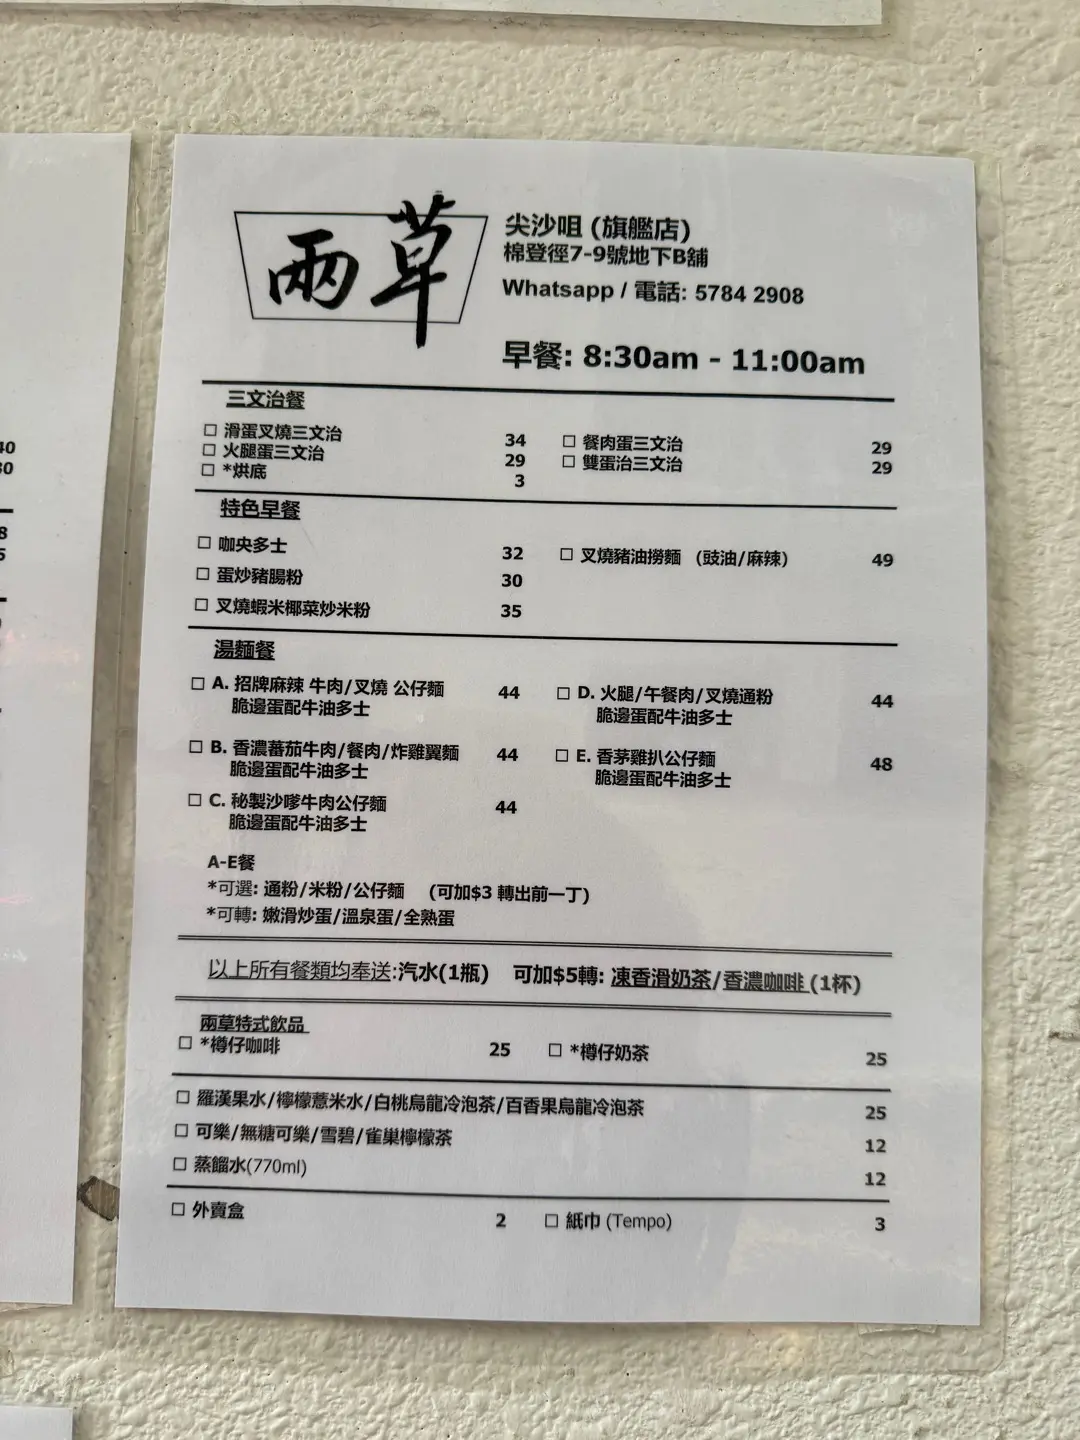 兩草
尖沙咀 (旗艦店)
棉登徑7-9號地下B舖
Whatsapp / 電話: 5784 2908
早餐: 8:30am - 11:00am
三文治餐
□ 滑蛋叉燒三文治 34 □ 餐肉蛋三文治 29
□ 火腿蛋三文治 29 □ 雙蛋治三文治 29
□ *烘底 3
特色早餐
□ 咖央多士 32 □ 叉燒豬油撈麵 (豉油/麻辣) 49
□ 蛋炒豬腸粉 30
□ 叉燒蝦米椰菜炒米粉 35
湯麵餐
□ A. 招牌麻辣 牛肉/叉燒 公仔麵 44 □ D. 火腿/午餐肉/叉燒通粉 44
脆邊蛋配牛油多士 脆邊蛋配牛油多士
□ B. 香濃蕃茄牛肉/餐肉/炸雞翼麵 44 □ E. 香茅雞扒公仔麵 48
脆邊蛋配牛油多士 脆邊蛋配牛油多士
□ C. 秘製沙嗲牛肉公仔麵 44
脆邊蛋配牛油多士
A-E餐
*可選: 通粉/米粉/公仔麵 (可加$3 轉出前一丁)
*可轉: 嫩滑炒蛋/溫泉蛋/全熟蛋
以上所有餐類均奉送:汽水(1瓶) 可加$5轉: 凍香滑奶茶/香濃咖啡 (1杯)
兩草特式飲品
□ *樽仔咖啡 25 □ *樽仔奶茶 25
□ 羅漢果水/檸檬薏米水/白桃烏龍冷泡茶/百香果烏龍冷泡茶 25
□ 可樂/無糖可樂/雪碧/雀巢檸檬茶 12
□ 蒸餾水(770ml) 12
□ 外賣盒 2 □ 紙巾 (Tempo) 3